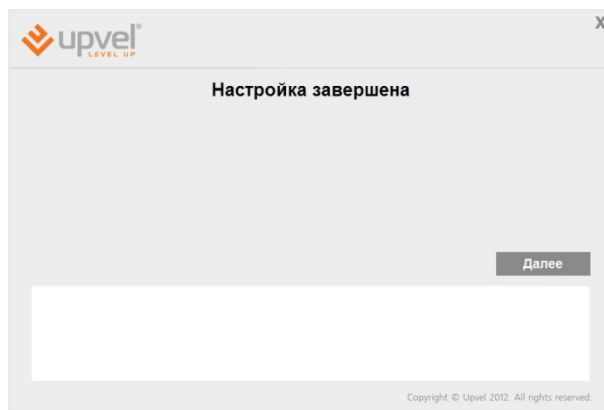 X
upvel®
LEVEL UP
Настройка завершена
Далее
Copyright © Upvel 2012. All rights reserved.